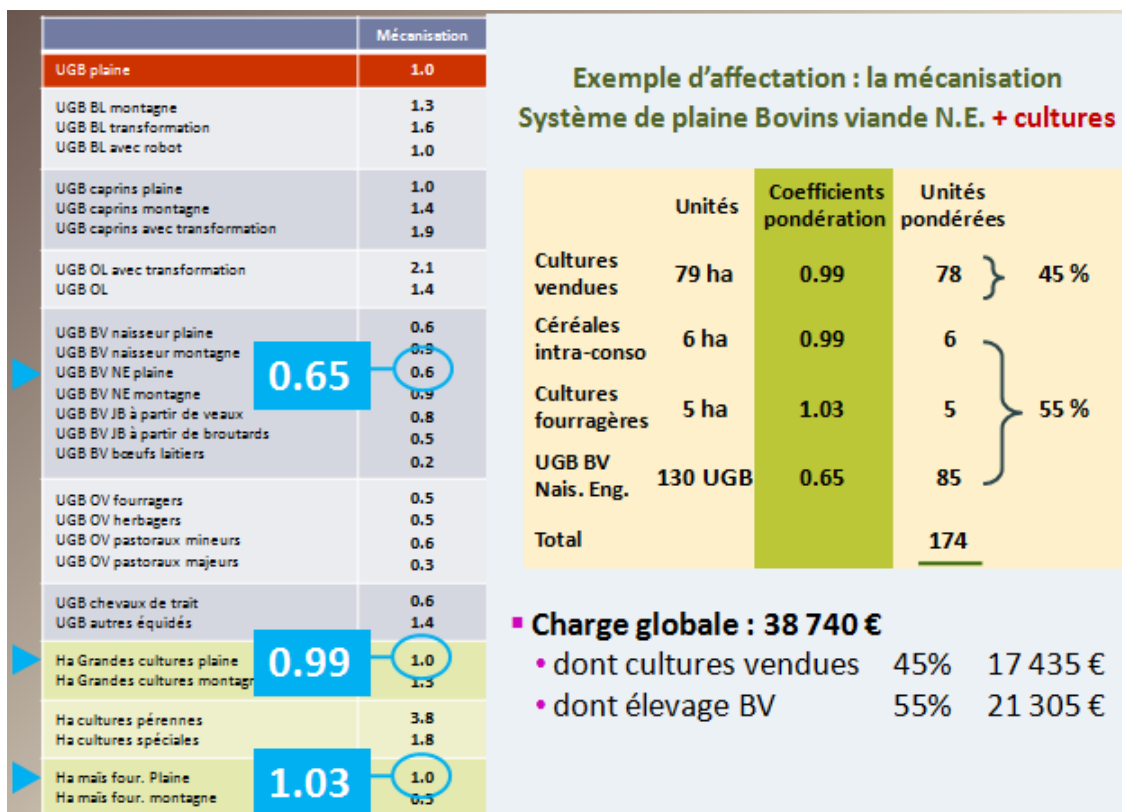 Mécanisation
UGB plaine 1.0
UGB BL montagne 1.3
UGB BL transformation 1.6
UGB BL avec robot 1.0
UGB caprins plaine 1.0
UGB caprins montagne 1.4
UGB caprins avec transformation 1.9
UGB OL avec transformation 2.1
UGB OL 1.4
UGB BV naisseur plaine 0.6
UGB BV naisseur montagne 0.9
UGB BV NE plaine 0.65 0.6
UGB BV NE montagne 0.9
UGB BV JB à partir de veaux 0.8
UGB BV JB à partir de broutards 0.5
UGB BV bœufs laitiers 0.2
UGB OV fourragers 0.5
UGB OV herbagers 0.5
UGB OV pastoraux mineurs 0.6
UGB OV pastoraux majeurs 0.3
UGB chevaux de trait 0.6
UGB autres équidés 1.4
Ha Grandes cultures plaine 0.99 1.0
Ha Grandes cultures montagn
Ha cultures pérennes 3.8
Ha cultures spéciales 1.8
Ha maïs four. Plaine 1.03 1.0
Ha maïs four. montagne
Exemple d'affectation : la mécanisation
Système de plaine Bovins viande N.E. + cultures
Unités Coefficients pondération Unités pondérées
Cultures vendues 79 ha 0.99 78 45 %
Céréales intra-conso 6 ha 0.99 6
Cultures fourragères 5 ha 1.03 5 55 %
UGB BV Nais. Eng. 130 UGB 0.65 85
Total 174
▪ Charge globale : 38 740 €
• dont cultures vendues 45% 17 435 €
• dont élevage BV 55% 21 305 €